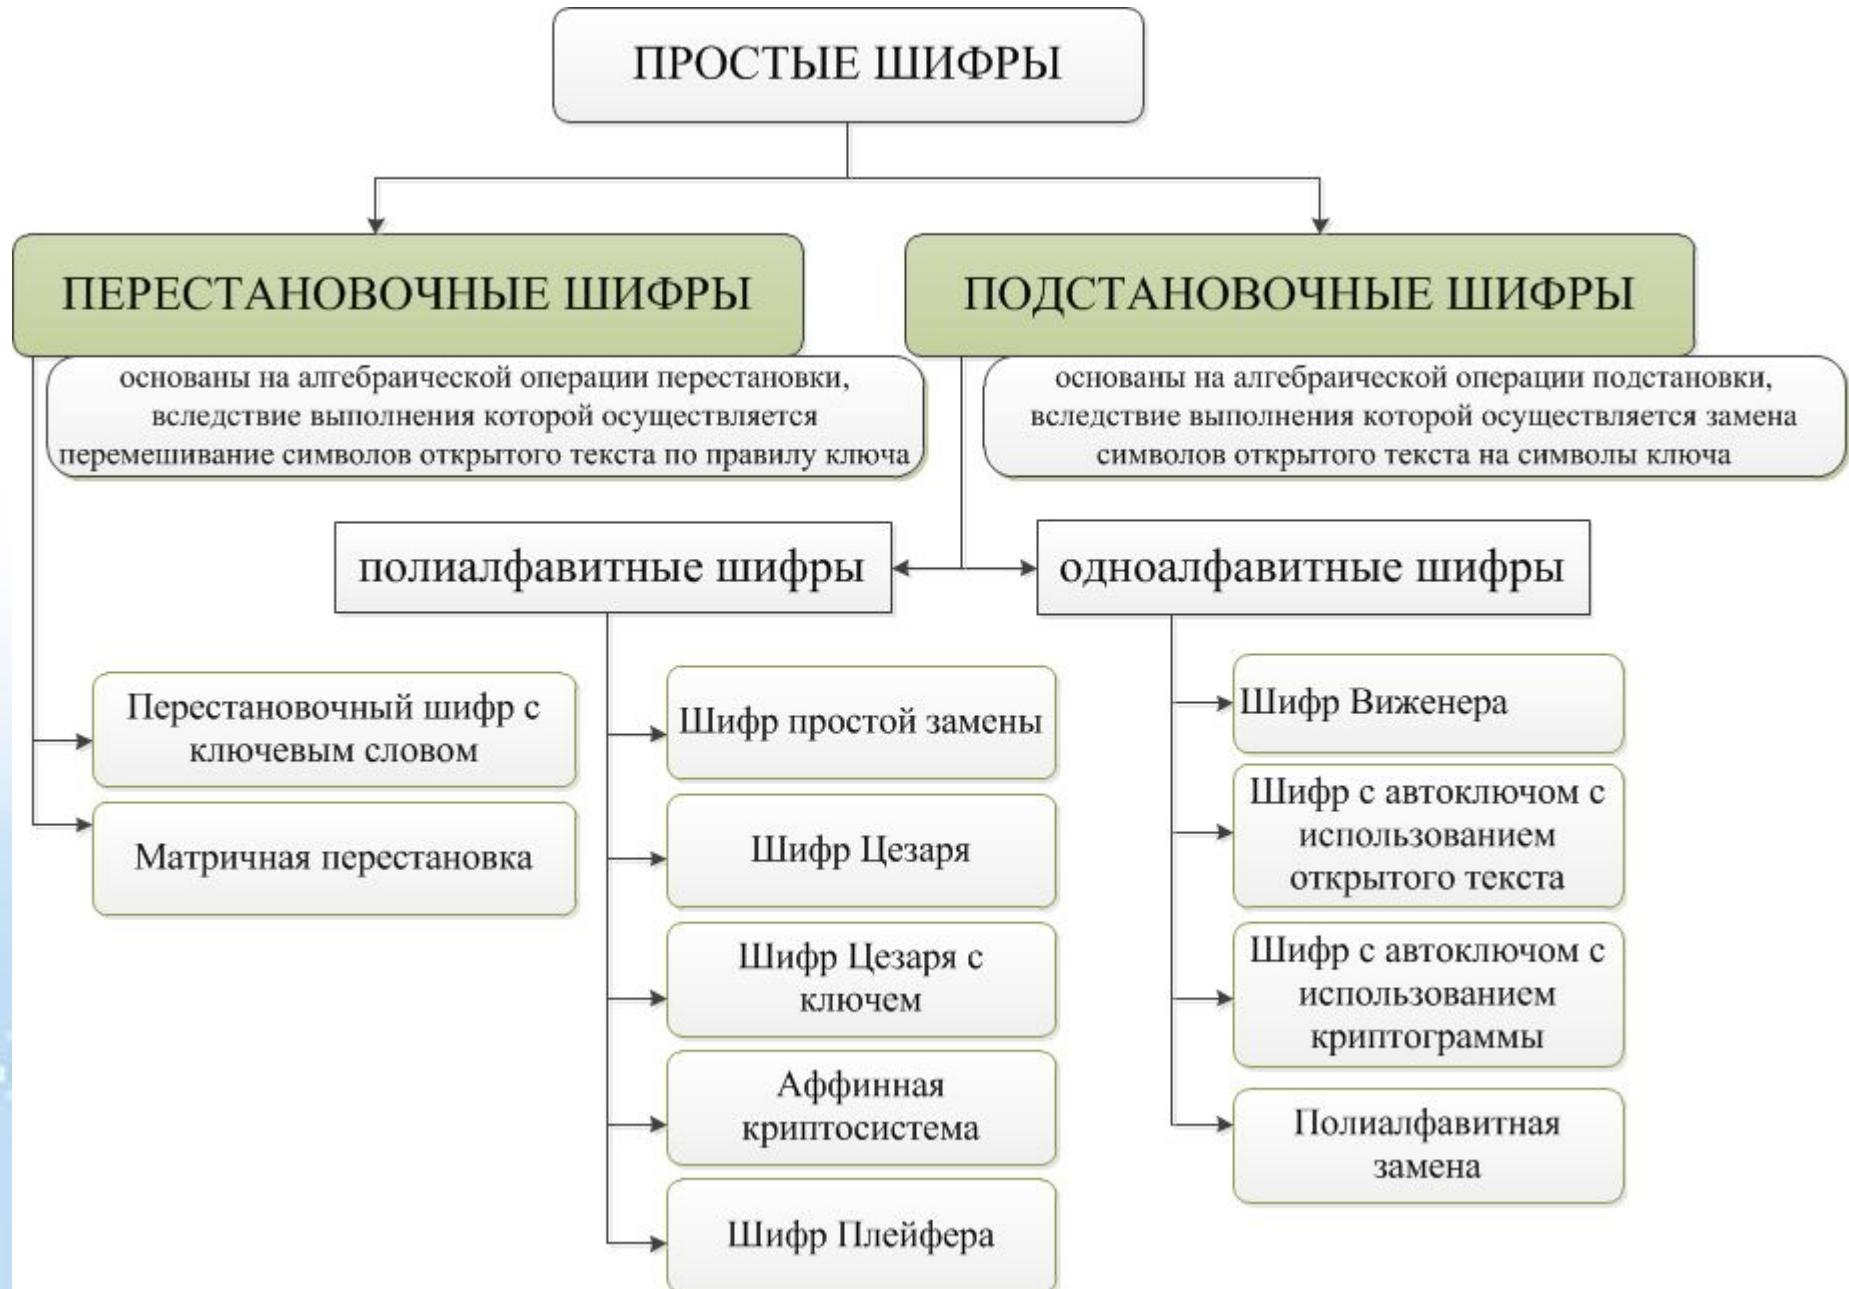 ПРОСТЫЕ ШИФРЫ
ПЕРЕСТАНОВОЧНЫЕ ШИФРЫ
основаны на алгебраической операции перестановки,
вследствие выполнения которой осуществляется
перемешивание символов открытого текста по правилу ключа
ПОДСТАНОВОЧНЫЕ ШИФРЫ
основаны на алгебраической операции подстановки,
вследствие выполнения которой осуществляется замена
символов открытого текста на символы ключа
Перестановочный шифр с
ключевым словом
Матричная перестановка
полиалфавитные шифры
Шифр простой замены
Шифр Цезаря
Шифр Цезаря с
ключем
Аффинная
криптосистема
Шифр Плейфера
одноалфавитные шифры
Шифр Виженера
Шифр с автоключом с
использованием
открытого текста
Шифр с автоключом с
использованием
криптограммы
Полиалфавитная
замена